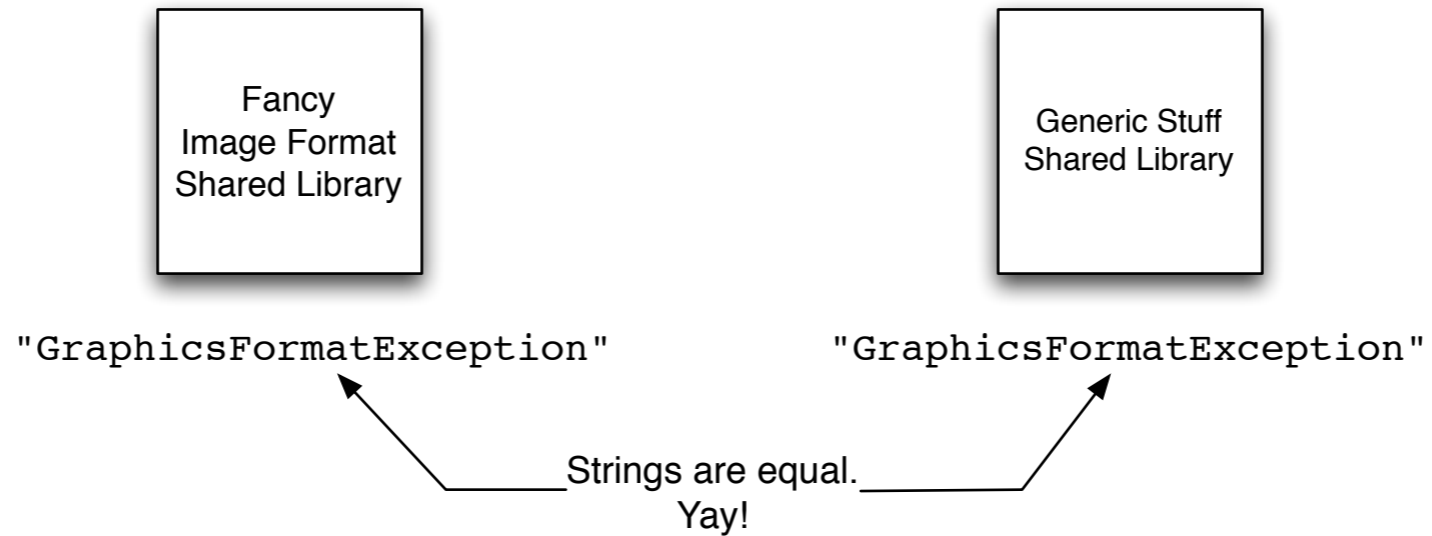 Fancy
Image Format
Shared Library
Generic Stuff
Shared Library
"GraphicsFormatException"
"GraphicsFormatException"
Strings are equal.
Yay!